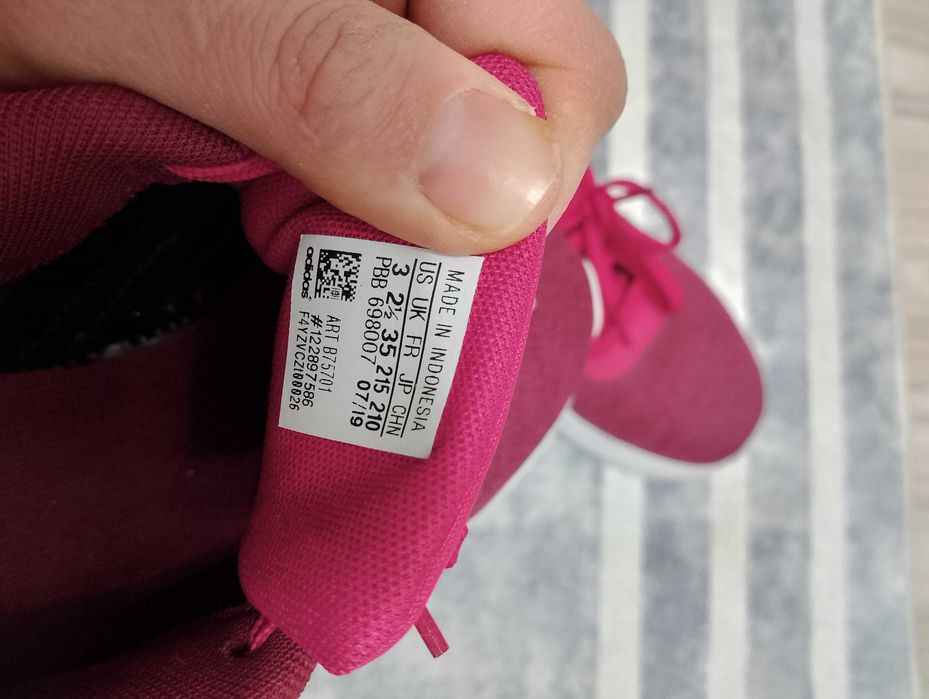 MADE IN INDONESIA
US UK FR JP CHN
3 2½ 35 215 210
PBB 698007 07/19
ART B75701
#122897586
F4YZVCZI00026
adidas